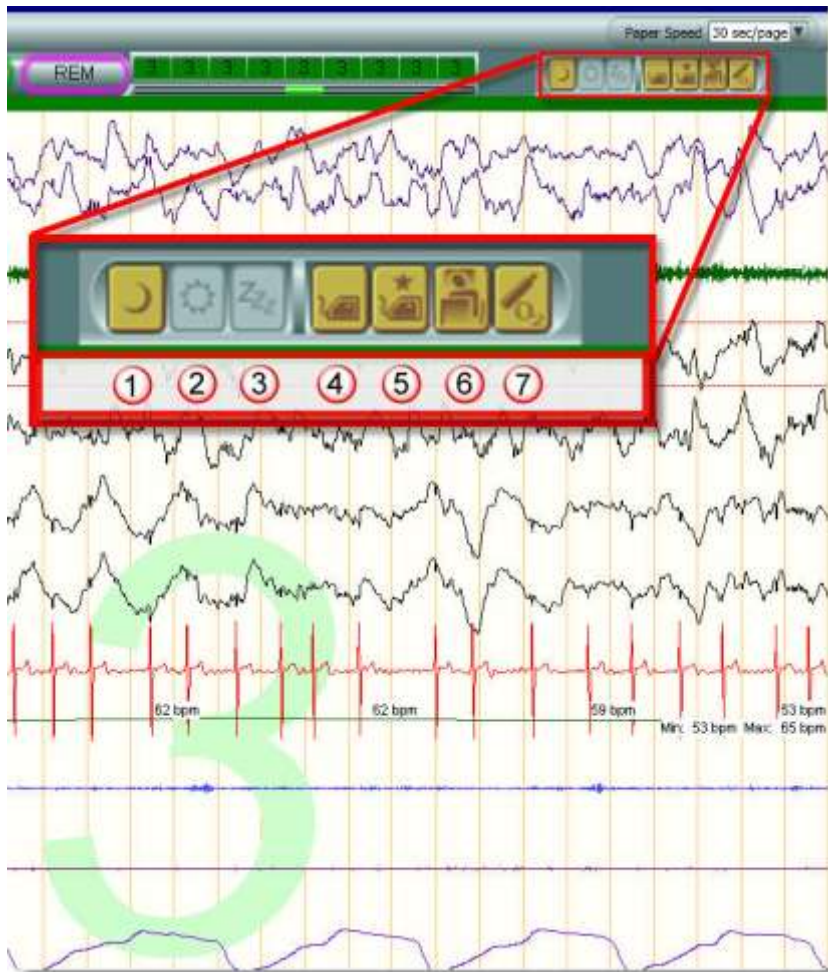 Paper Speed 30 sec/page
REM 3 3 3 3 3 3 3 3 3
Zzz
1 2 3 4 5 6 7
3
62 bpm 62 bpm 59 bpm 53 bpm
Min: 53 bpm Max: 65 bpm